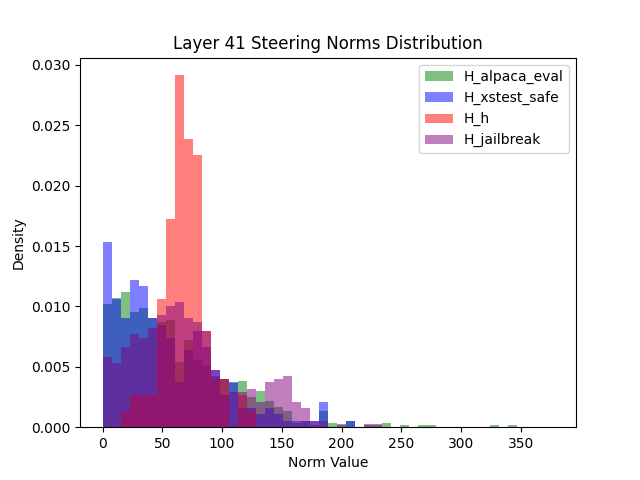 Layer 41 Steering Norms Distribution
H_alpaca_eval
H_xstest_safe
H_h
H_jailbreak
0.030
0.025
0.020
0.015
0.010
0.005
0.000
Density
0 50 100 150 200 250 300 350
Norm Value